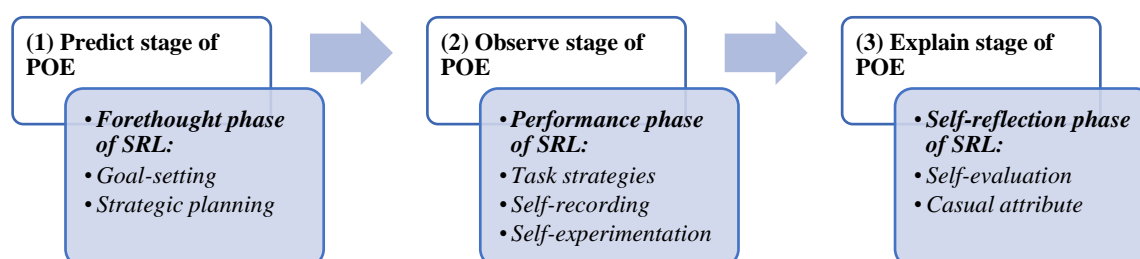 (1) Predict stage of
POE
• Forethought phase
of SRL:
• Goal-setting
• Strategic planning
(2) Observe stage of
POE
• Performance phase
of SRL:
• Task strategies
• Self-recording
• Self-experimentation
(3) Explain stage of
POE
• Self-reflection phase
of SRL:
• Self-evaluation
• Casual attribute